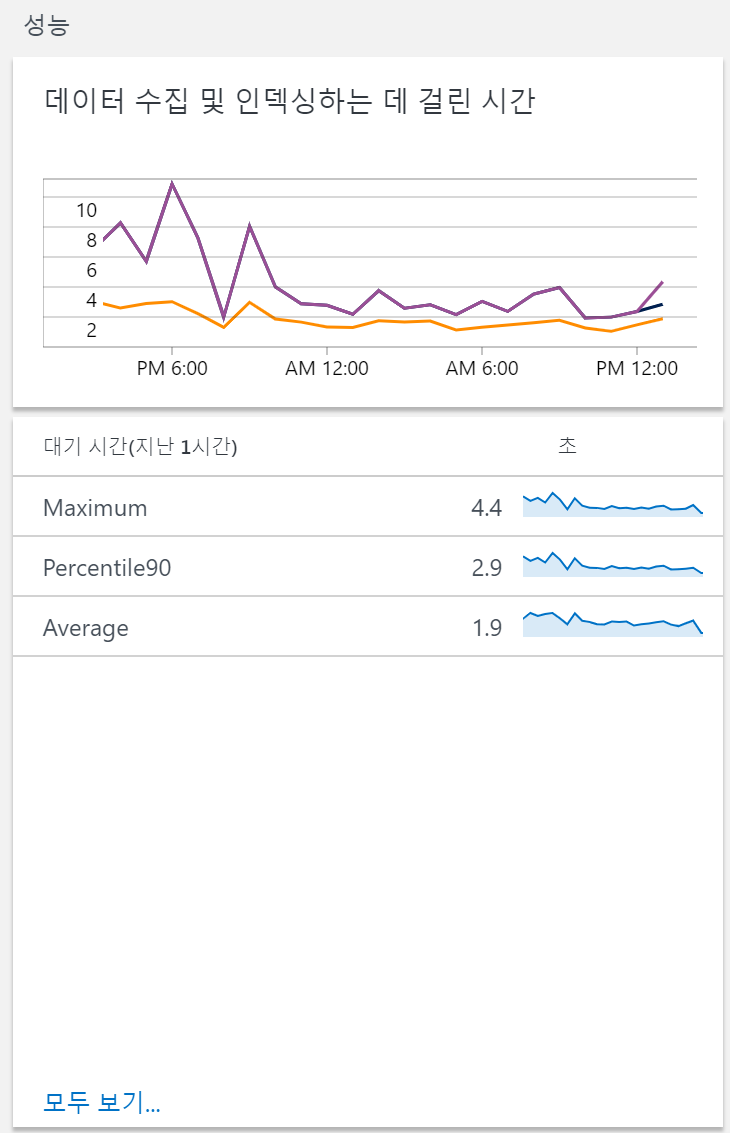 성능
데이터 수집 및 인덱싱하는 데 걸린 시간
10
8
6
4
2
PM 6:00 AM 12:00 AM 6:00 PM 12:00
대기 시간(지난 1시간) 초
Maximum 4.4
Percentile90 2.9
Average 1.9
모두 보기...